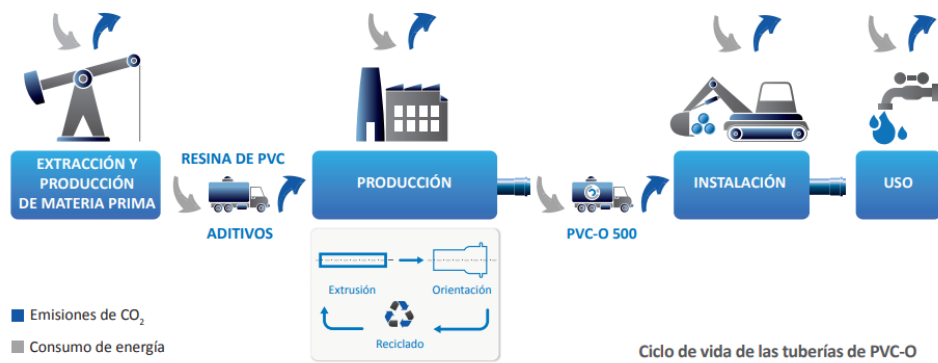 EXTRACCIÓN Y
PRODUCCIÓN
DE MATERIA PRIMA
RESINA DE PVC
ADITIVOS
PRODUCCIÓN
PVC-O 500
INSTALACIÓN
USO
Extrusión
Orientación
Reciclado
Emisiones de CO₂
Consumo de energía
Ciclo de vida de las tuberías de PVC-O